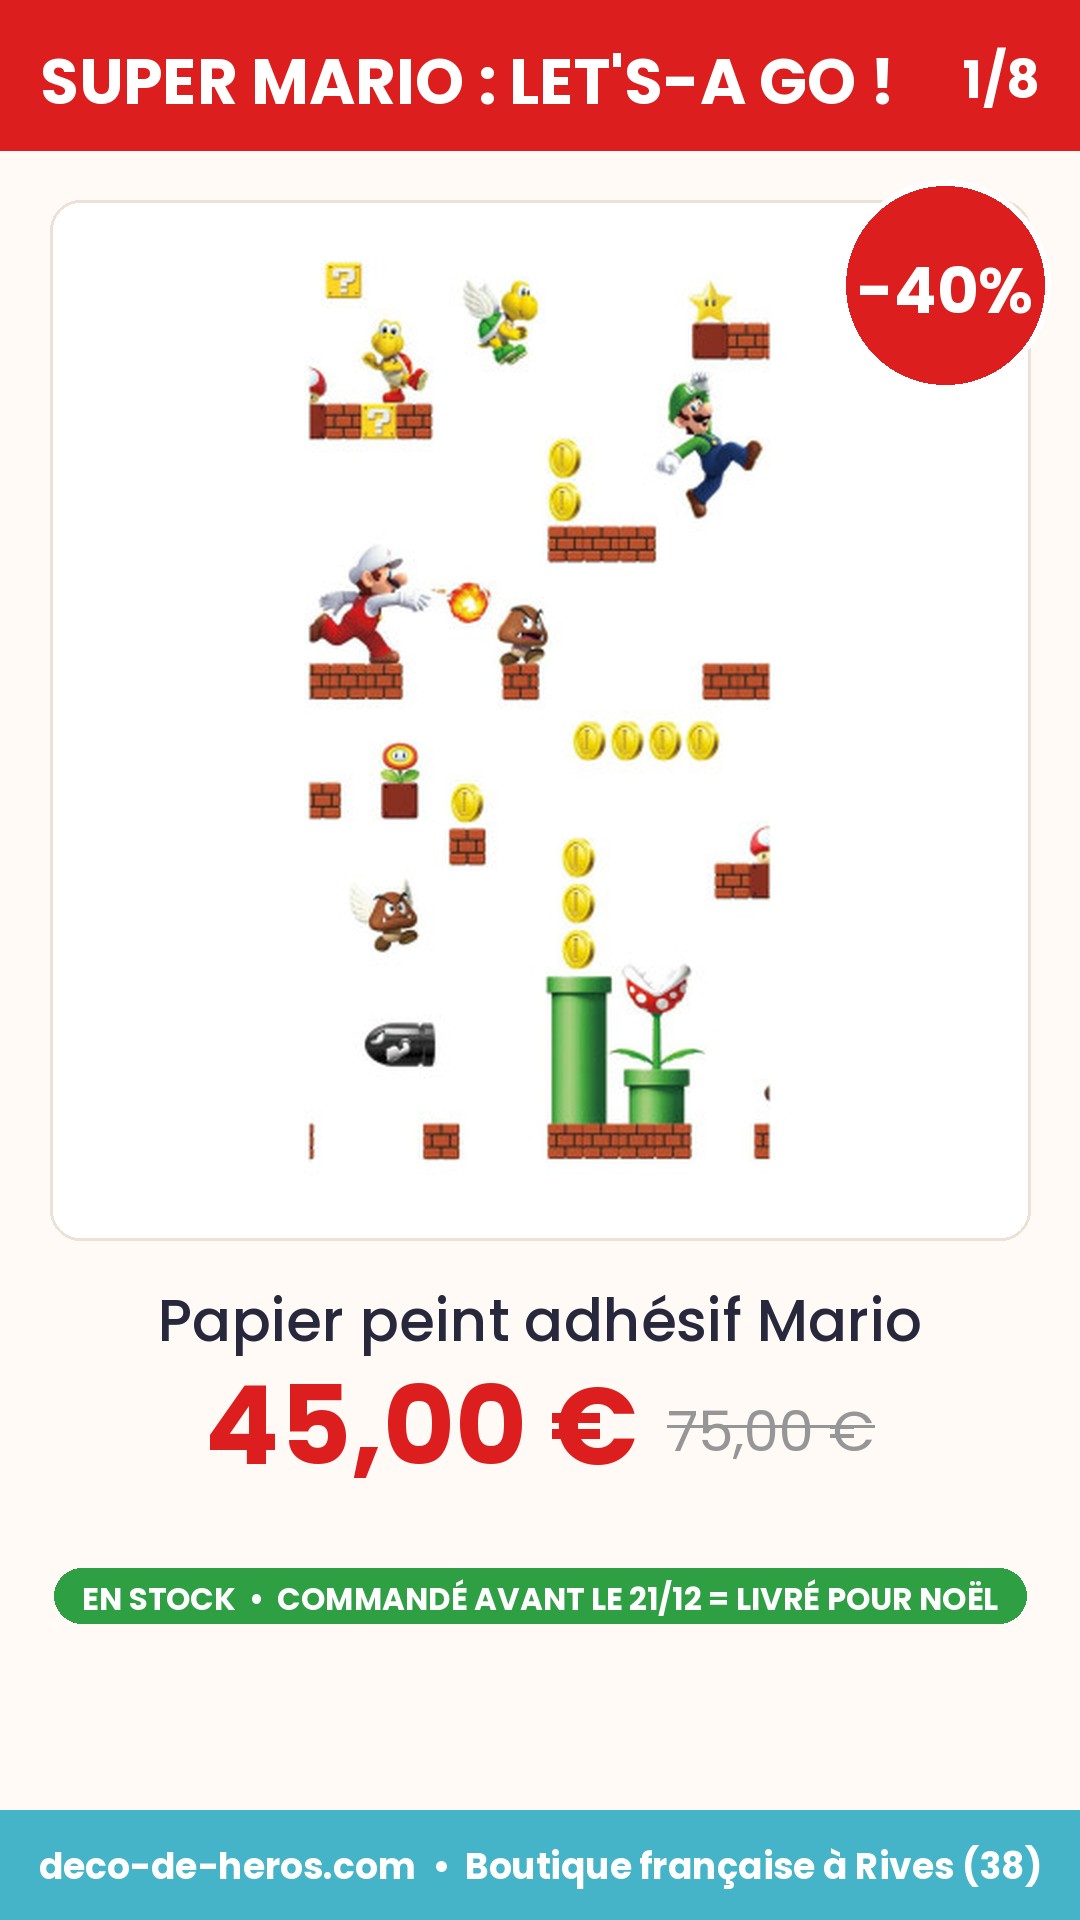 SUPER MARIO : LET'S-A GO !
1/8
-40%
?
?
Papier peint adhésif Mario
45,00 € 75,00 €
EN STOCK • COMMANDÉ AVANT LE 21/12 = LIVRÉ POUR NOËL
deco-de-heros.com • Boutique française à Rives (38)